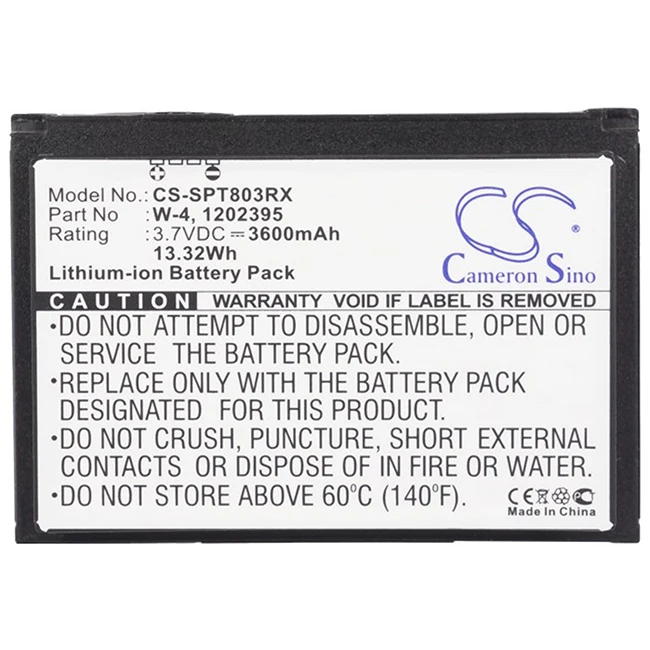 Model No.: CS-SPT803RX
Part No : W-4, 1202395
Rating : 3.7VDC⎓3600mAh
13.32Wh
Lithium-ion Battery Pack
CS ®
Cameron Sino
CAUTION : WARRANTY VOID IF LABEL IS REMOVED
•DO NOT ATTEMPT TO DISASSEMBLE, OPEN OR
SERVICE THE BATTERY PACK.
•REPLACE ONLY WITH THE BATTERY
DESIGNATED FOR THIS PRODUCT
•DO NOT CRUSH, PUNCTURE, SHORT EXTERNAL
CONTACTS OR DISPOSE OF IN FIRE OR WATER.
•DO NOT STORE ABOVE 60°C (140°F).
CE PC
Made In China